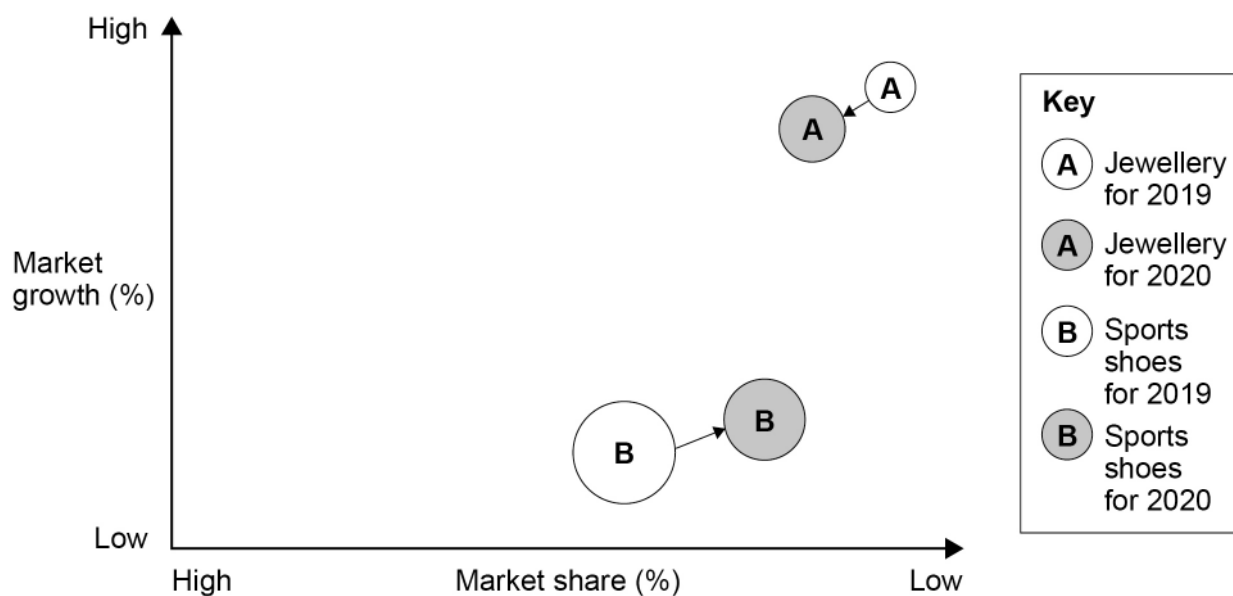 High
A
A
Market
growth (%)
B
B
Low
High
Market share (%)
Low
Key
A
Jewellery
for 2019
A
Jewellery
for 2020
B
Sports
shoes
for 2019
B
Sports
shoes
for 2020